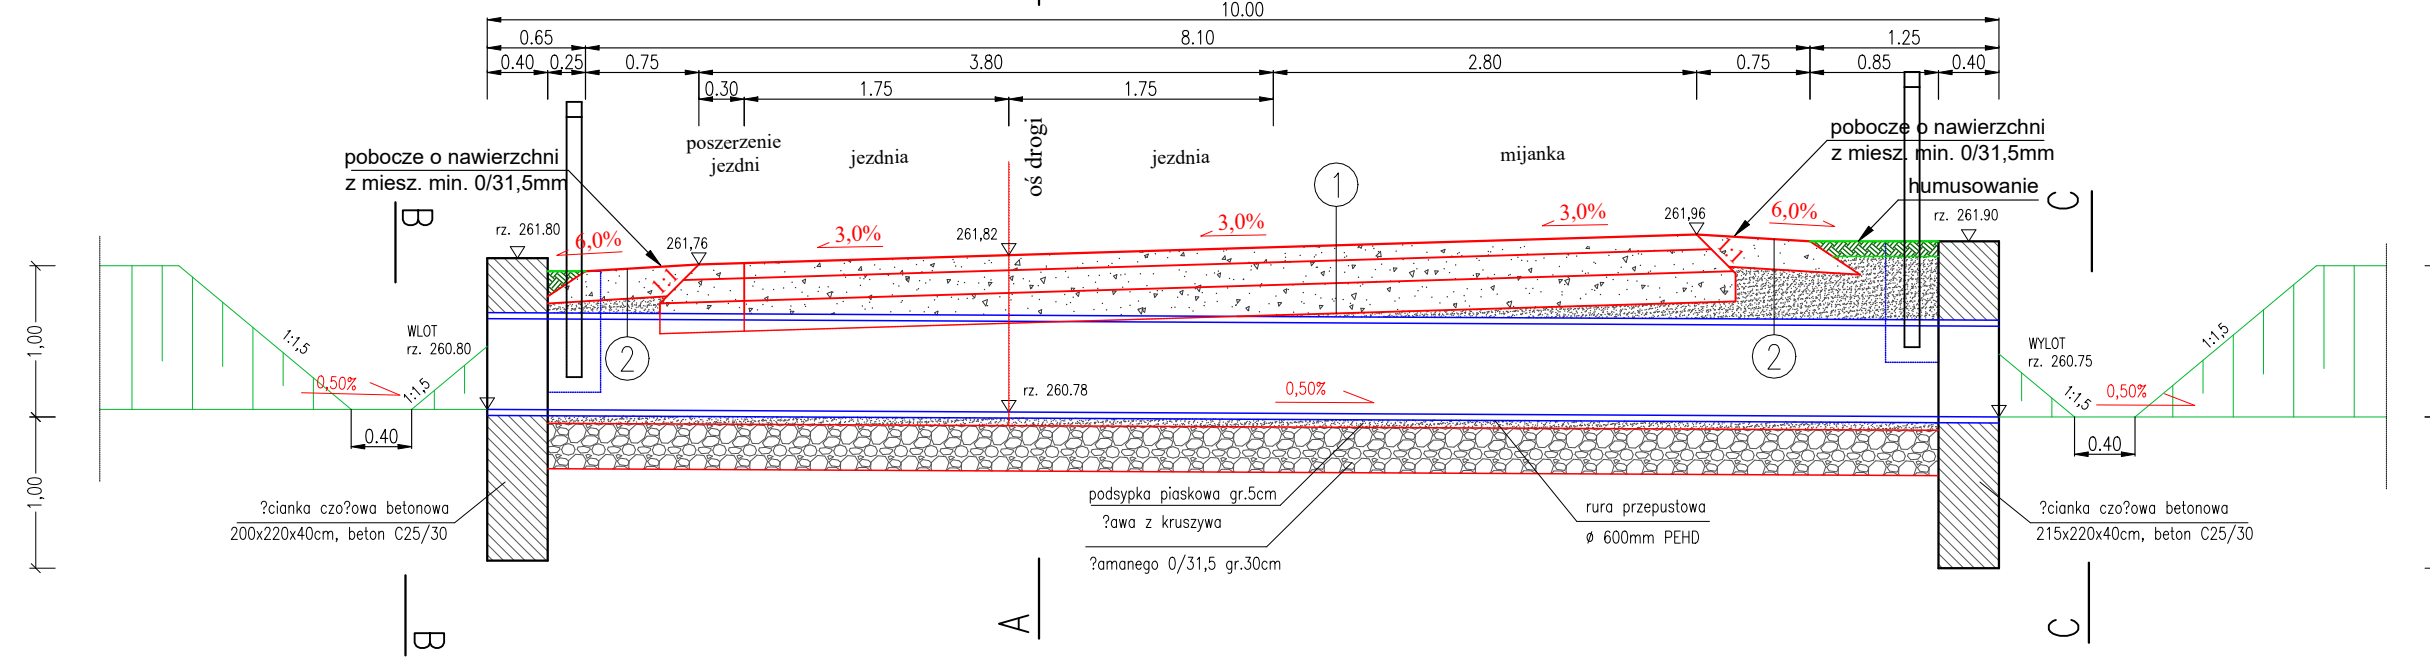 10.00
0.65
8.10
1.25
0.40
0.25
0.75
3.80
2.80
0.75
0.85
0.40
0.30
1.75
1.75
poszerzenie
jezdni
jezdnia
oś drogi
jezdnia
mijanka
pobocze o nawierzchni
z miesz. min. 0/31,5mm
pobocze o nawierzchni
z miesz. min. 0/31,5mm
humusowanie
1
B
C
rz. 261.80
6,0%
261,76
3,0%
261,82
3,0%
3,0%
261,96
6,0%
rz. 261.90
1:1
1:1
1,00
1:1,5
WLOT
rz. 260.80
2
2
WYLOT
rz. 260.75
1:1,5
0,50%
1:1,5
rz. 260.78
0,50%
1:1,5
0,50%
0.40
0.40
1,00
?cianka czo?owa betonowa
200x220x40cm, beton C25/30
podsypka piaskowa gr.5cm
?awa z kruszywa
?amanego 0/31,5 gr.30cm
rura przepustowa
ø 600mm PEHD
?cianka czo?owa betonowa
215x220x40cm, beton C25/30
B
A
C